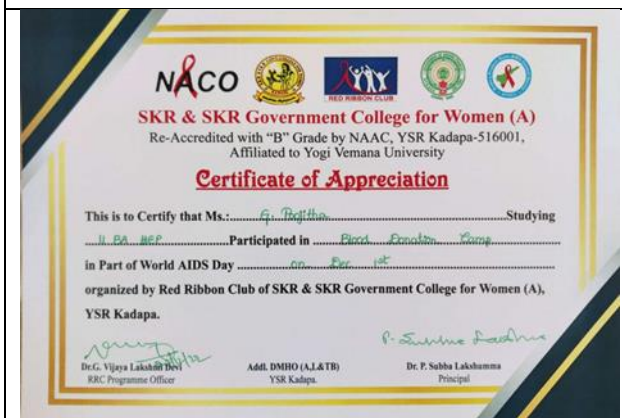 NACO
RED RIBBON CLUB
SKR & SKR Government College for Women (A)
Re-Accredited with “B” Grade by NAAC, YSR Kadapa-516001,
Affiliated to Yogi Vemana University
Certificate of Appreciation
This is to Certify that Ms.: G. Poojitha Studying
II BA HEP Participated in Blood Donation Camp
in Part of World AIDS Day on Dec 1st
organized by Red Ribbon Club of SKR & SKR Government College for Women (A),
YSR Kadapa.
Dr.G. Vijaya Lakshmi Devi
RRC Programme Officer
Addl. DMHO (A,L&TB)
YSR Kadapa.
P. Subba Lakshu
Dr. P. Subba Lakshumma
Principal